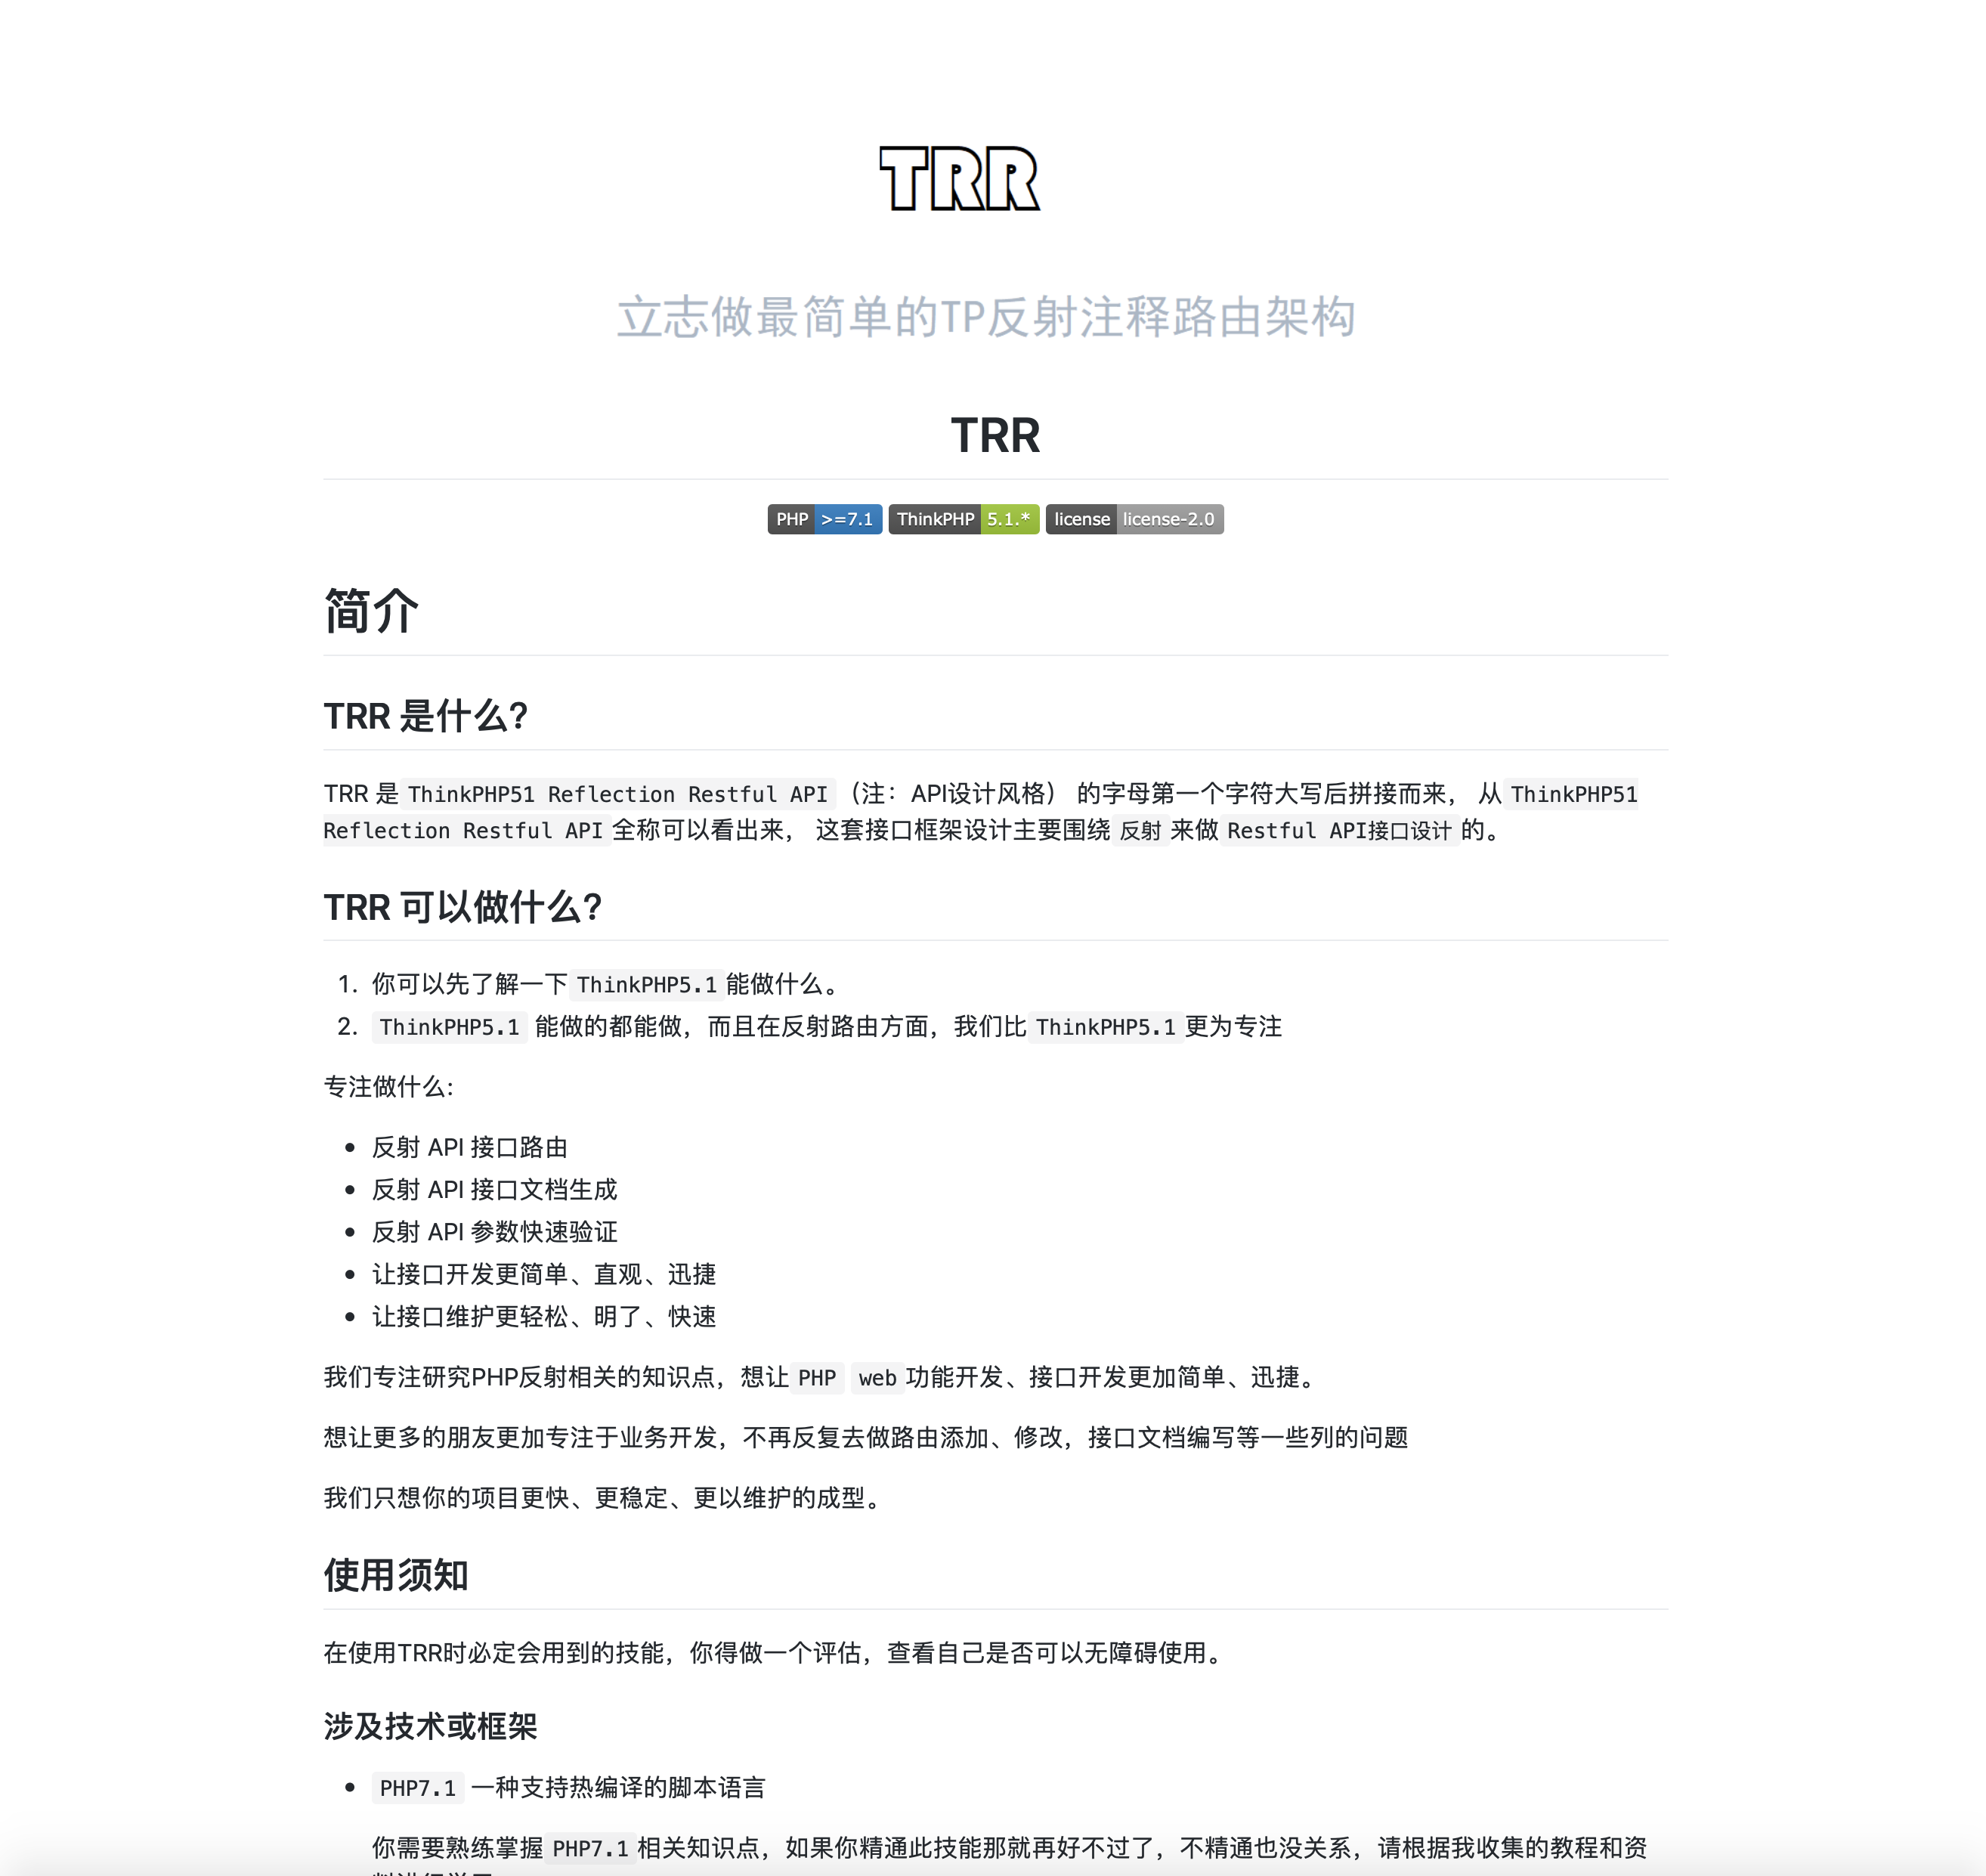 TRR
立志做最简单的TP反射注释路由架构
TRR
PHP >=7.1 ThinkPHP 5.1.* license license-2.0
简介
TRR 是什么?
TRR 是 ThinkPHP51 Reflection Restful API （注：API设计风格） 的字母第一个字符大写后拼接而来， 从 ThinkPHP51
Reflection Restful API 全称可以看出来， 这套接口框架设计主要围绕 反射 来做 Restful API接口设计 的。
TRR 可以做什么?
1. 你可以先了解一下 ThinkPHP5.1 能做什么。
2. ThinkPHP5.1 能做的都能做，而且在反射路由方面，我们比 ThinkPHP5.1 更为专注
专注做什么:
• 反射 API 接口路由
• 反射 API 接口文档生成
• 反射 API 参数快速验证
• 让接口开发更简单、直观、迅捷
• 让接口维护更轻松、明了、快速
我们专注研究PHP反射相关的知识点，想让 PHP web 功能开发、接口开发更加简单、迅捷。
想让更多的朋友更加专注于业务开发，不再反复去做路由添加、修改，接口文档编写等一些列的问题
我们只想你的项目更快、更稳定、更以维护的成型。
使用须知
在使用TRR时必定会用到的技能，你得做一个评估，查看自己是否可以无障碍使用。
涉及技术或框架
• PHP7.1 一种支持热编译的脚本语言
你需要熟练掌握 PHP7.1 相关知识点，如果你精通此技能那就再好不过了，不精通也没关系，请根据我收集的教程和资